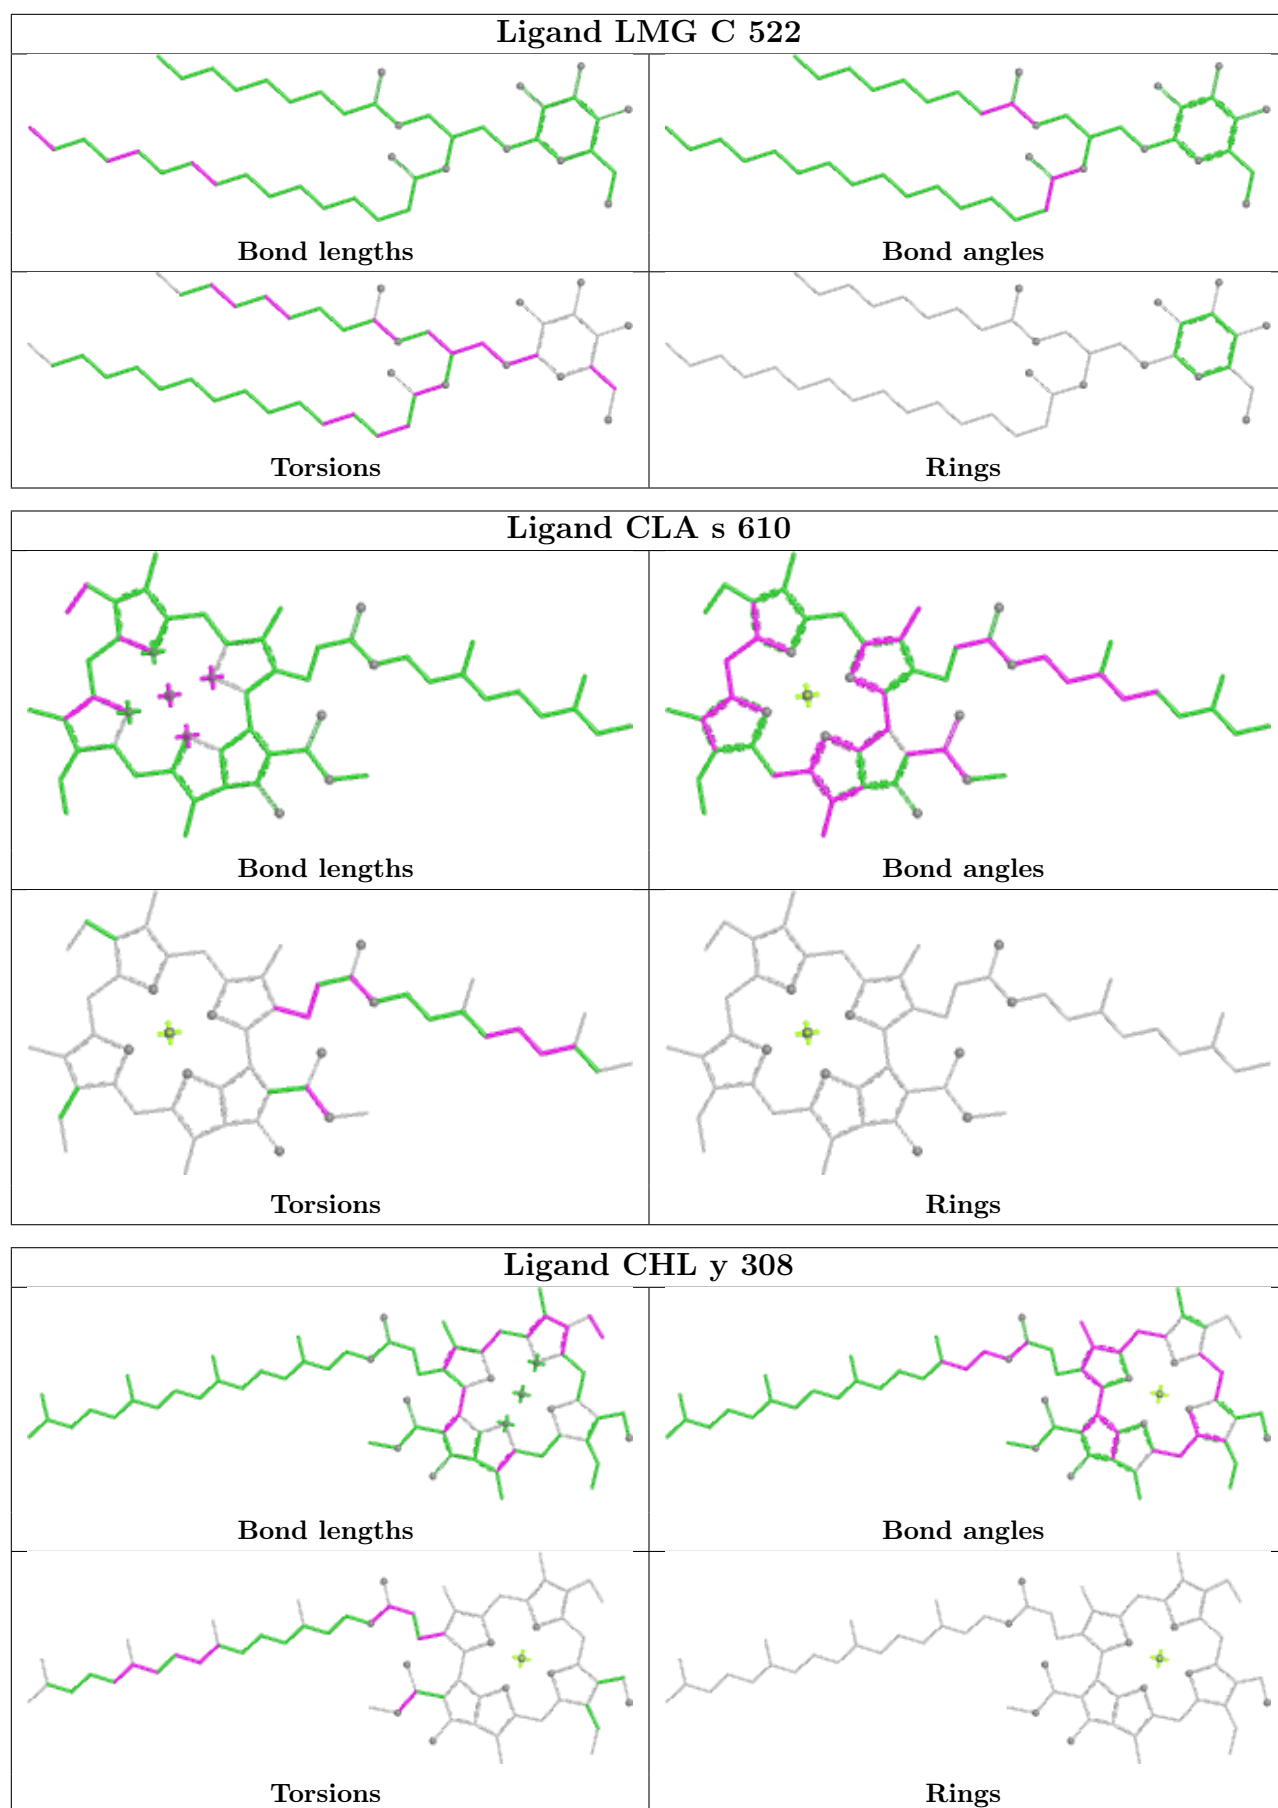 Ligand LMG C 522
Bond lengths
Bond angles
Torsions
Rings
Ligand CLA s 610
Bond lengths
Bond angles
Torsions
Rings
Ligand CHL y 308
Bond lengths
Bond angles
Torsions
Rings